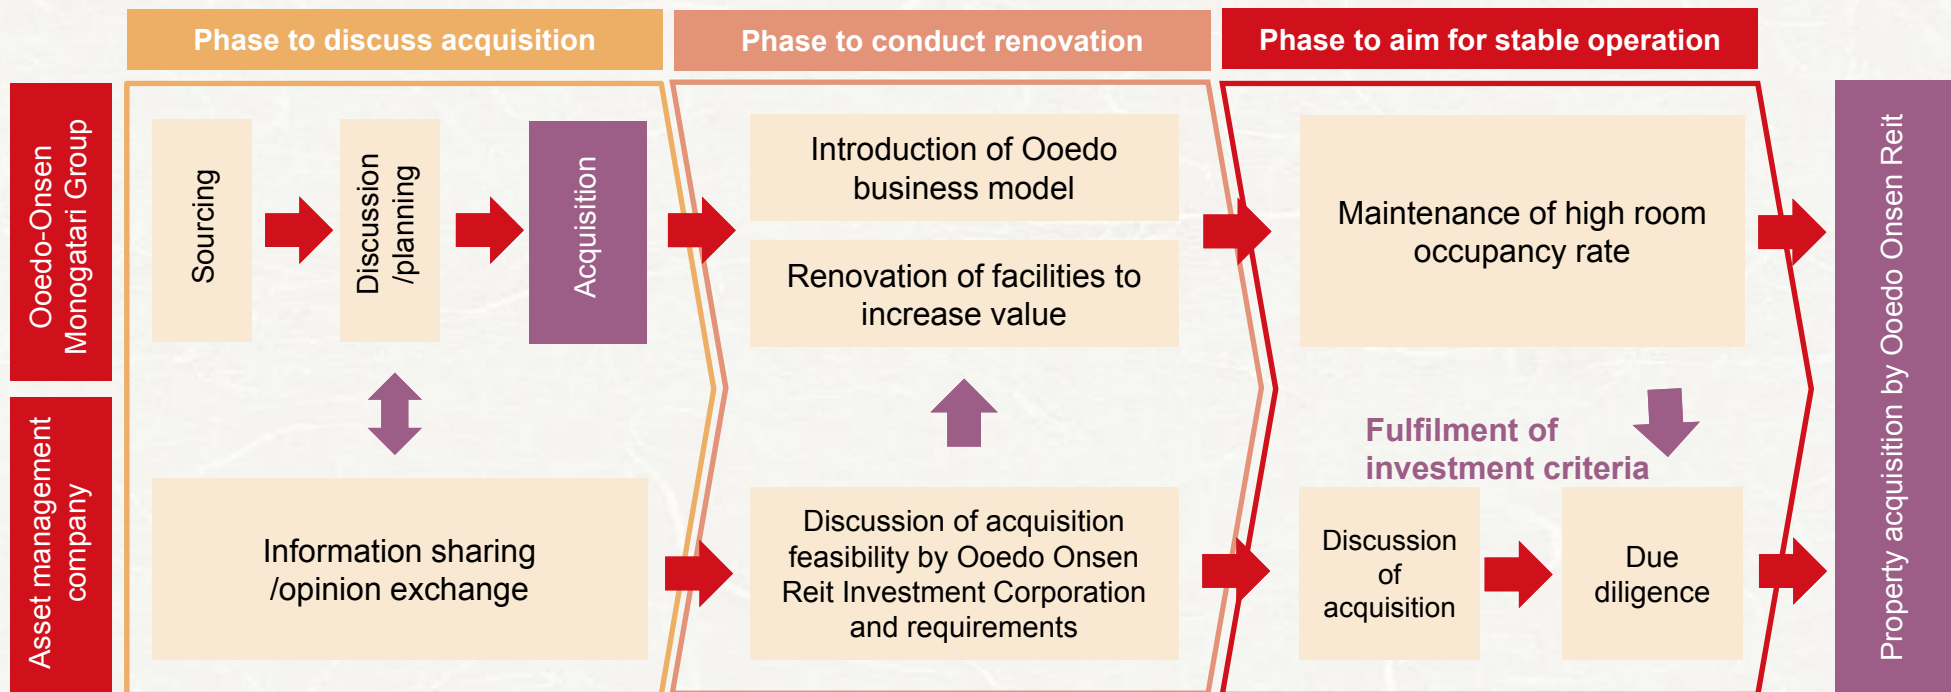 Phase to discuss acquisition
Phase to conduct renovation
Phase to aim for stable operation
Ooedo-Onsen
Monogatari Group
Sourcing
Discussion
/planning
Acquisition
Introduction of Ooedo
business model
Renovation of facilities to
increase value
Maintenance of high room
occupancy rate
Asset management
company
Information sharing
/opinion exchange
Discussion of acquisition
feasibility by Ooedo Onsen
Reit Investment Corporation
and requirements
Fulfilment of
investment criteria
Discussion
of
acquisition
Due
diligence
Property acquisition by Ooedo Onsen Reit